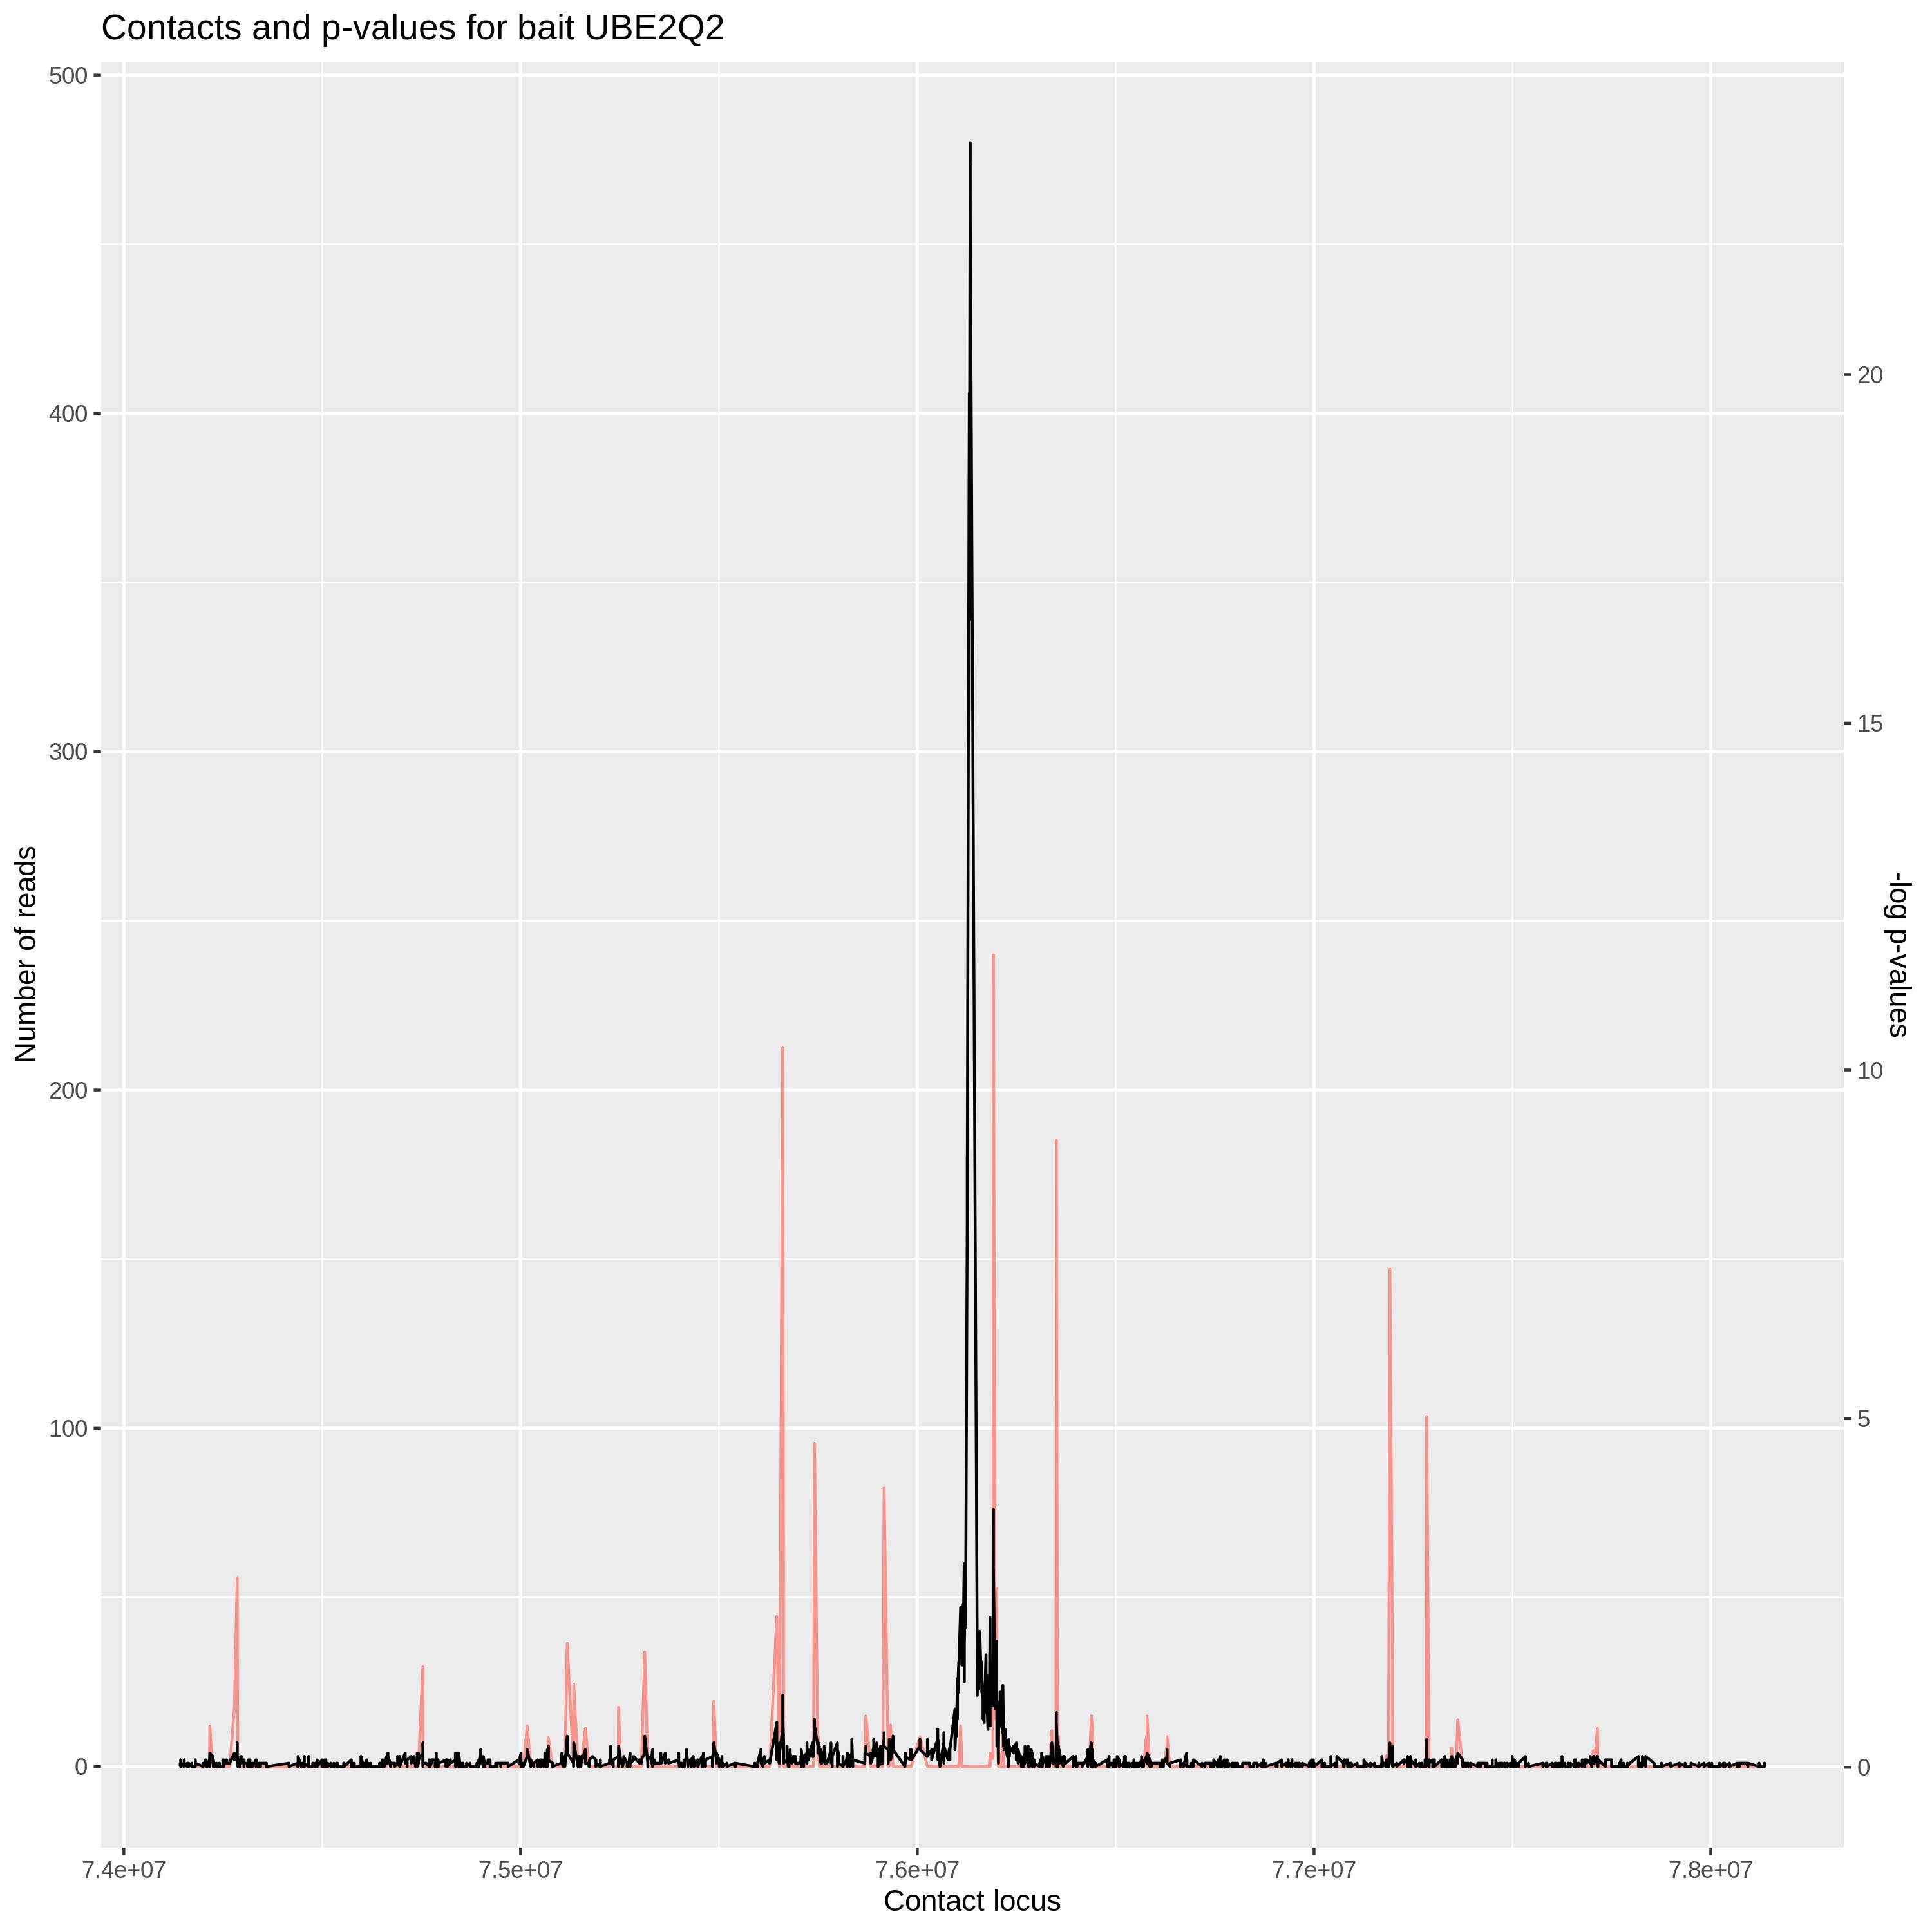 Contacts and p-values for bait UBE2Q2
500
400
300
200
100
0
Number of reads
20
15
10
5
0
-log p-values
7.4e+07
7.5e+07
7.6e+07
7.7e+07
7.8e+07
Contact locus